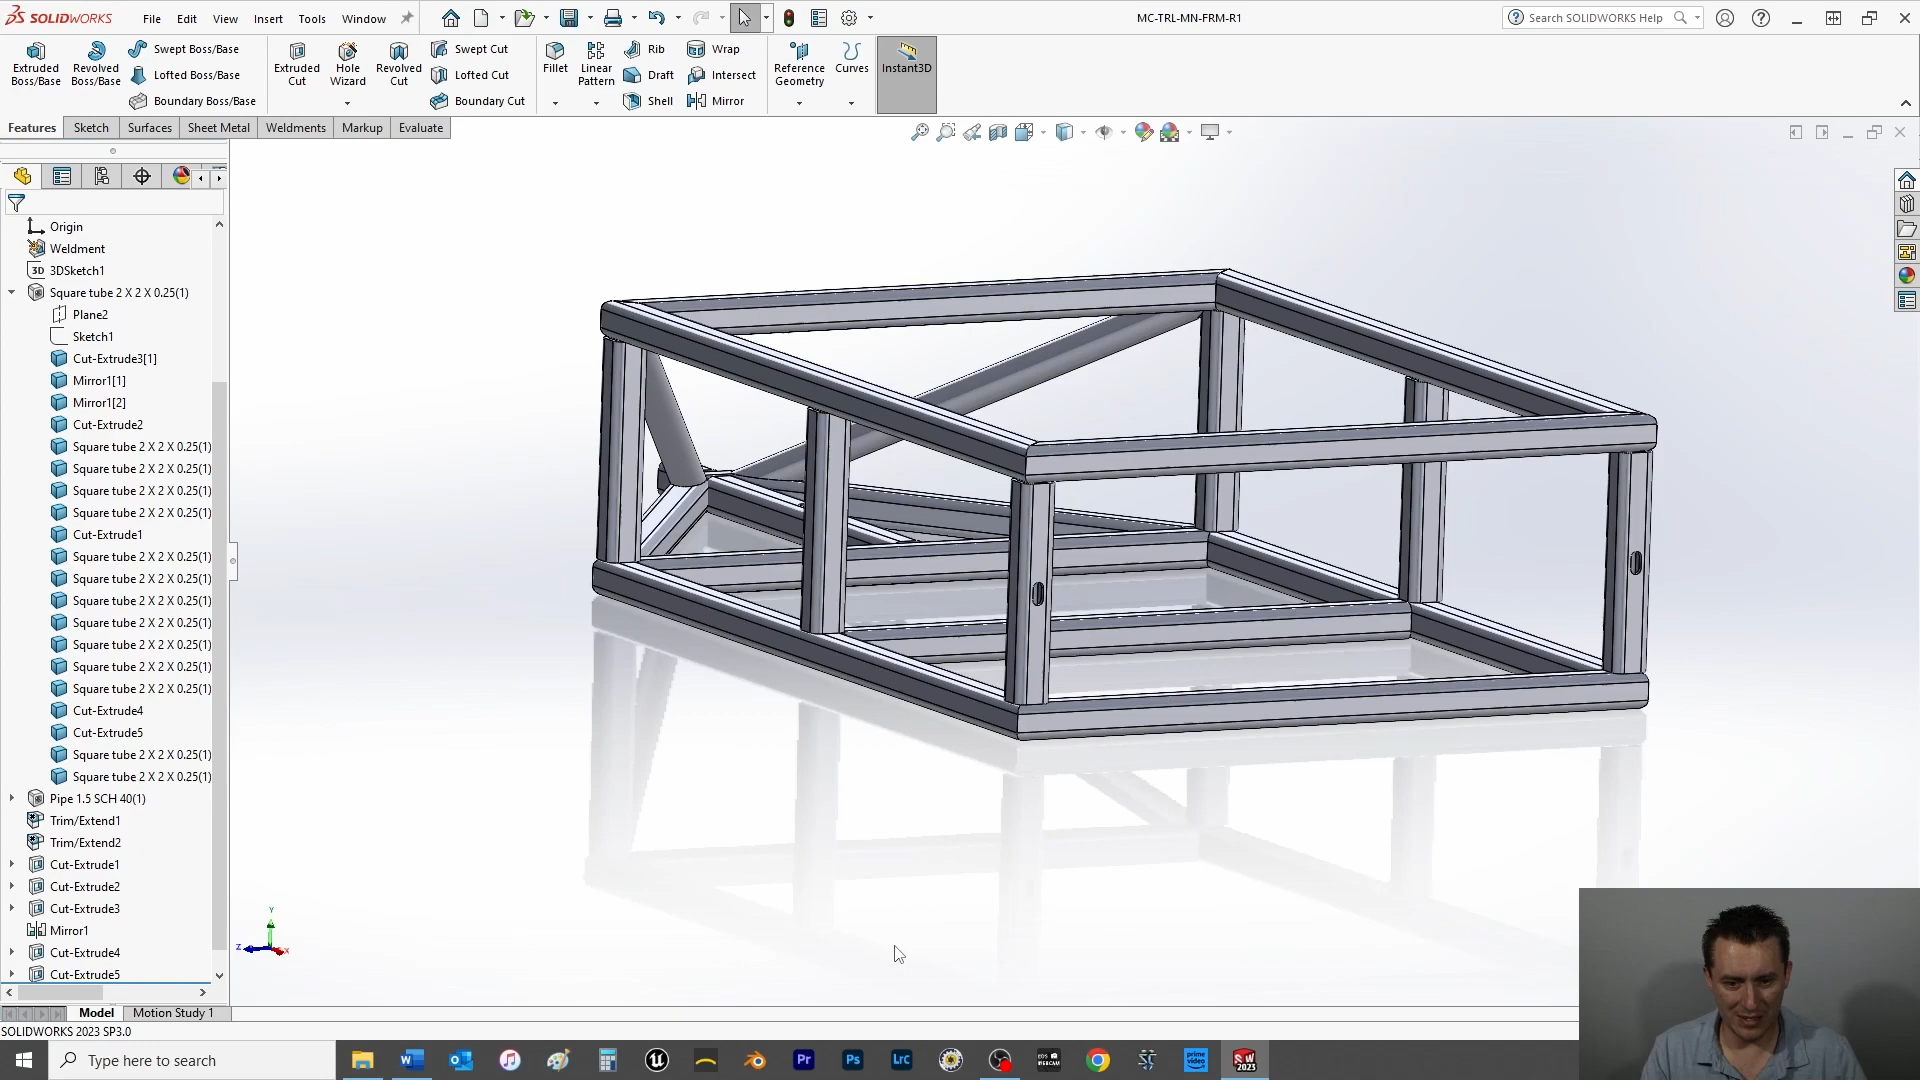 SOLIDWORKS File Edit View Insert Tools Window MC-TRL-MN-FRM-R1 Search SOLIDWORKS Help
Extruded Boss/Base
Revolved Boss/Base
Swept Boss/Base
Lofted Boss/Base
Boundary Boss/Base
Extruded Cut
Hole Wizard
Revolved Cut
Swept Cut
Lofted Cut
Boundary Cut
Fillet
Linear Pattern
Rib
Draft
Shell
Wrap
Intersect
Mirror
Reference Geometry
Curves
Instant3D
Features Sketch Surfaces Sheet Metal Weldments Markup Evaluate
Origin
Weldment
3D 3DSketch1
Square tube 2 X 2 X 0.25(1)
Plane2
Sketch1
Cut-Extrude3[1]
Mirror1[1]
Mirror1[2]
Cut-Extrude2
Square tube 2 X 2 X 0.25(1)
Square tube 2 X 2 X 0.25(1)
Square tube 2 X 2 X 0.25(1)
Square tube 2 X 2 X 0.25(1)
Cut-Extrude1
Square tube 2 X 2 X 0.25(1)
Square tube 2 X 2 X 0.25(1)
Square tube 2 X 2 X 0.25(1)
Square tube 2 X 2 X 0.25(1)
Square tube 2 X 2 X 0.25(1)
Square tube 2 X 2 X 0.25(1)
Square tube 2 X 2 X 0.25(1)
Cut-Extrude4
Cut-Extrude5
Square tube 2 X 2 X 0.25(1)
Square tube 2 X 2 X 0.25(1)
Pipe 1.5 SCH 40(1)
Trim/Extend1
Trim/Extend2
Cut-Extrude1
Cut-Extrude2
Cut-Extrude3
Mirror1
Cut-Extrude4
Cut-Extrude5
Y
Z X
Model Motion Study 1
SOLIDWORKS 2023 SP3.0
Type here to search
W
Pr
Ps
LrC
EOS WEBCAM
prime video
SW 2023